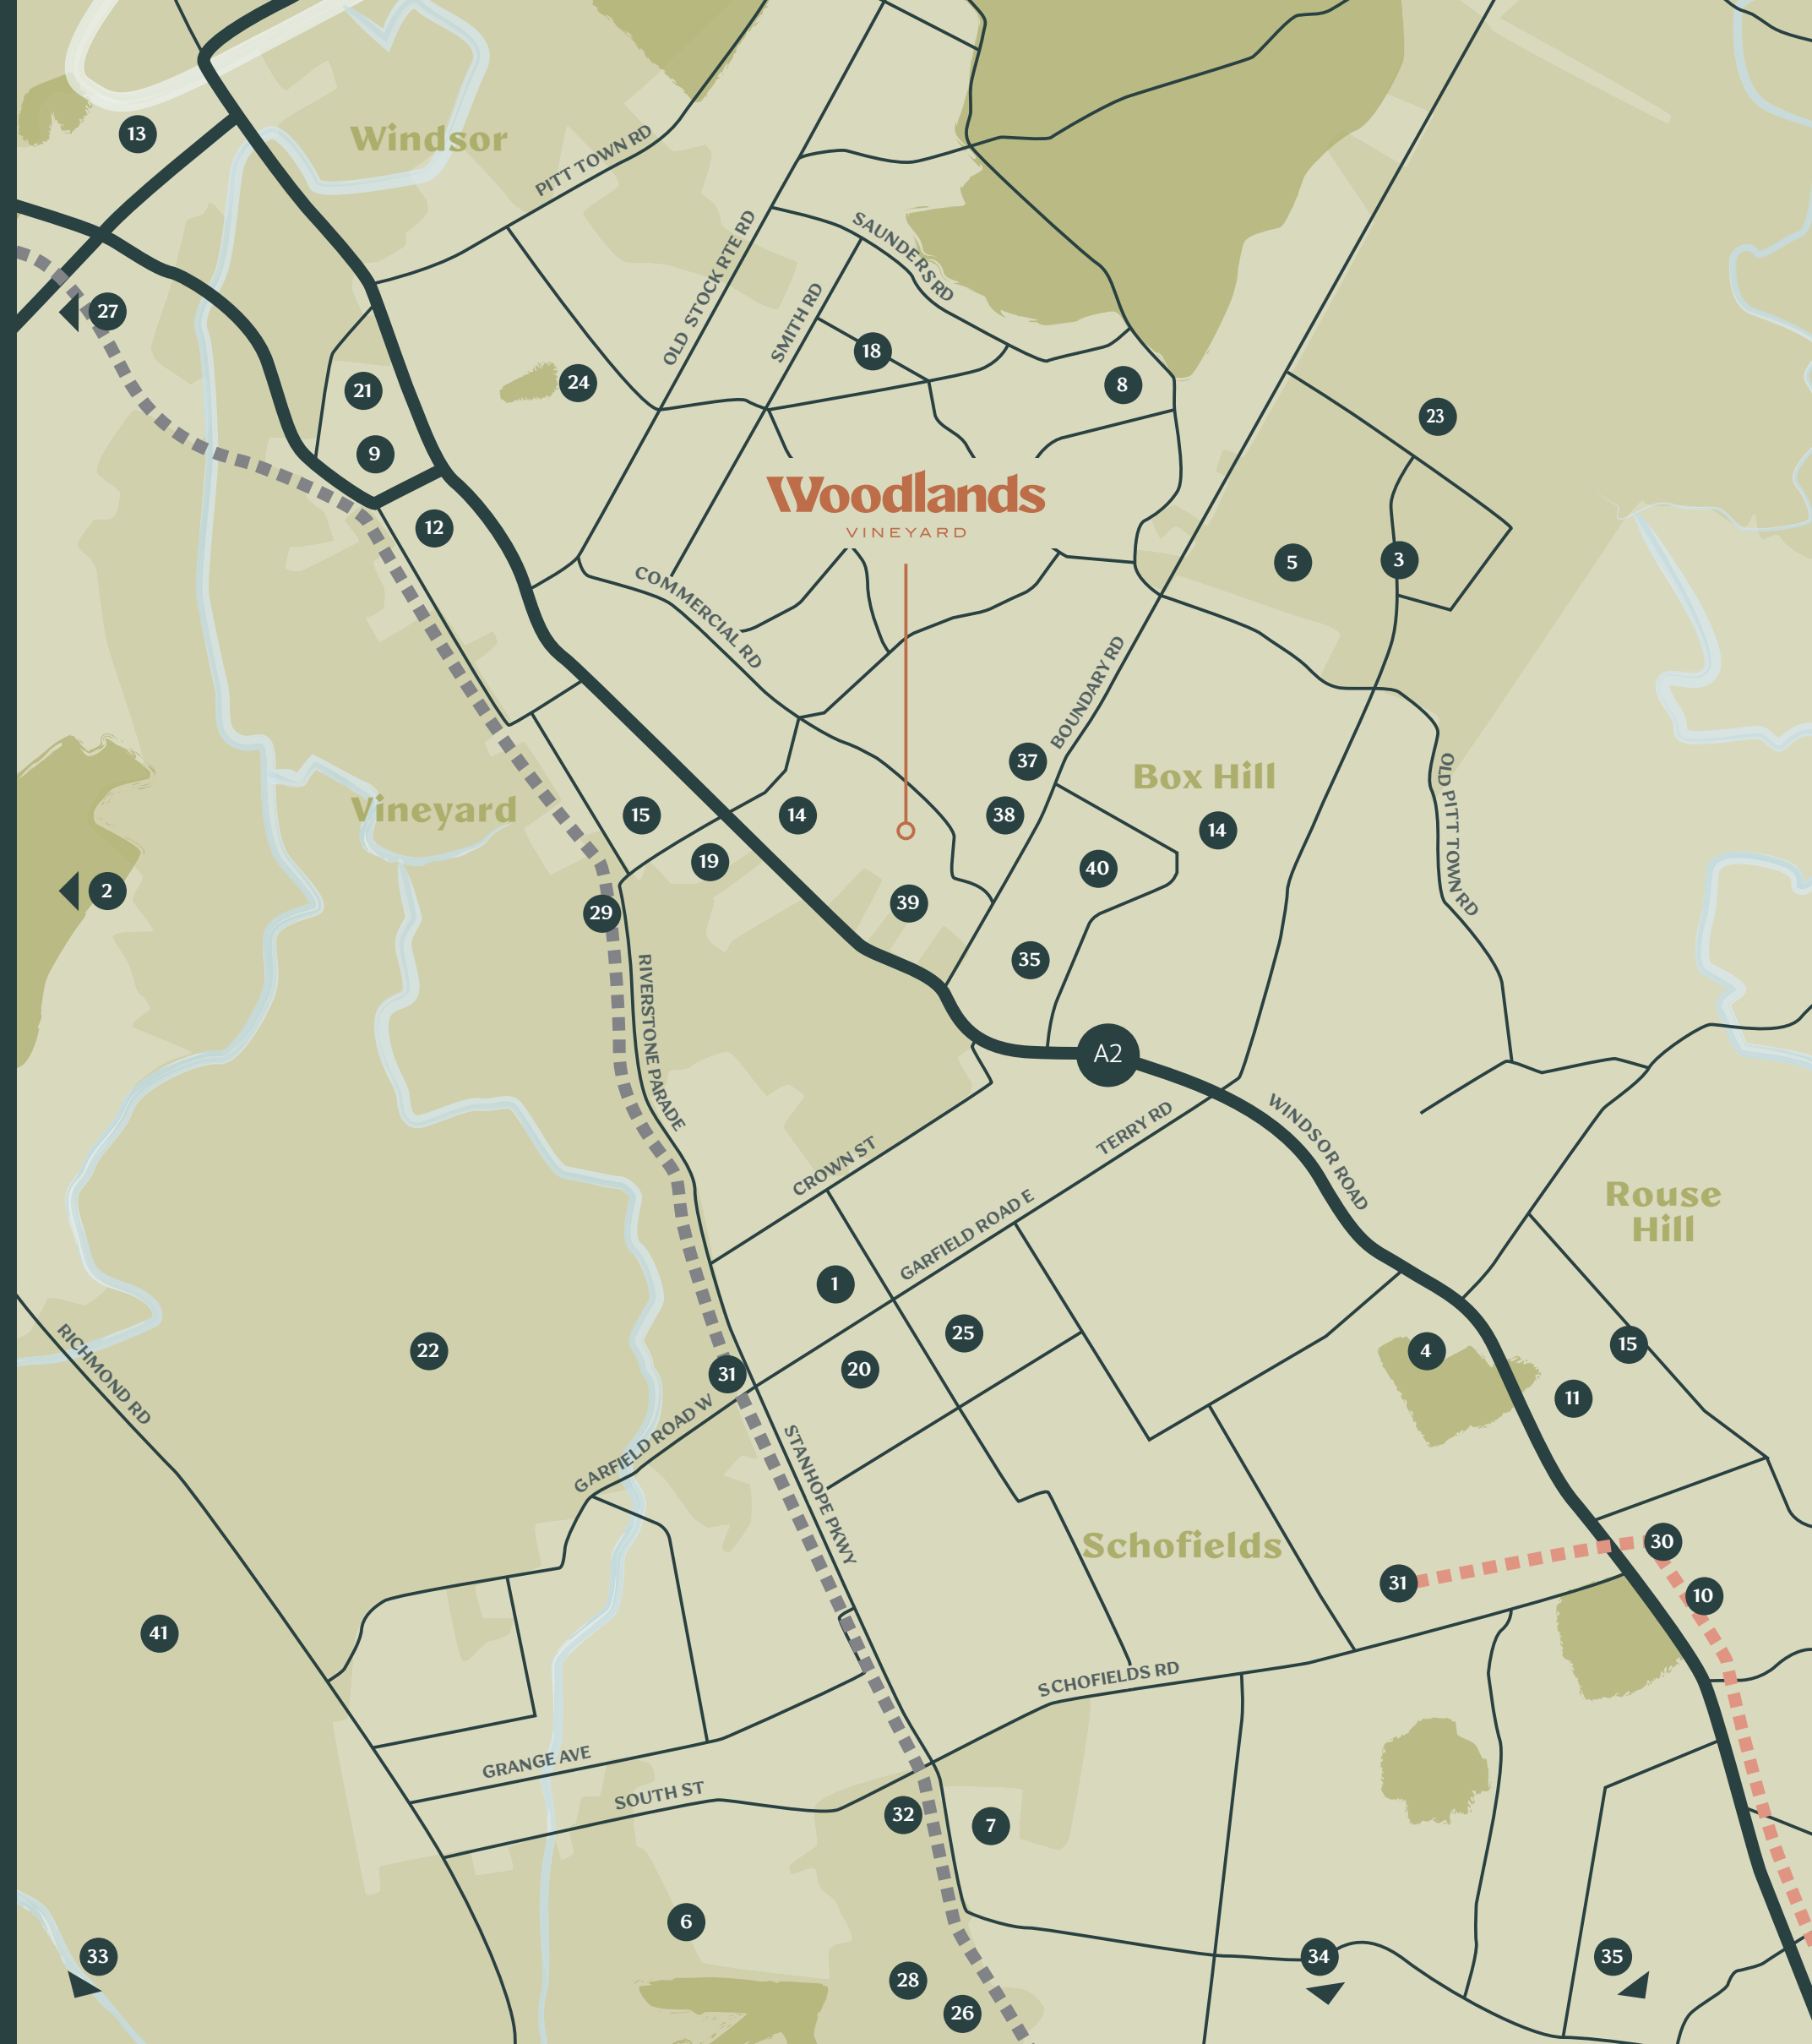 13
Windsor
PITT TOWN RD
OLD STOCK RTE RD
SAUNDERS RD
SMITH RD
27
18
21
24
8
23
9
12
Woodlands
VINEYARD
5
3
COMMERCIAL RD
BOUNDARY RD
37
Box Hill
OLD PITT TOWN RD
Vineyard
15
14
38
14
19
40
2
39
29
35
RIVERSTONE PARADE
A2
WINDSOR ROAD
TERRY RD
CROWN ST
Rouse
Hill
GARFIELD ROAD E
1
25
RICHMOND RD
22
20
31
4
15
11
GARFIELD ROAD W
STANHOPE PKWY
Schofields
30
31
10
41
SCHOFIELDS RD
GRANGE AVE
SOUTH ST
32
7
6
33
34
35
28
26